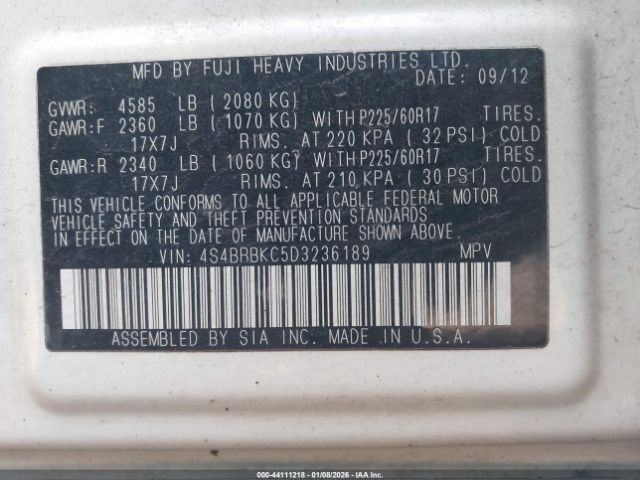 MFD BY FUJI HEAVY INDUSTRIES LTD.
DATE: 09/12
GVWR: 4585 LB ( 2080 KG)
GAWR:F 2360 LB ( 1070 KG) WITH P225/60R17 TIRES.
17X7J RIMS. AT 220 KPA ( 32 PSI) COLD
GAWR:R 2340 LB ( 1060 KG) WITH P225/60R17 TIRES.
17X7J RIMS. AT 210 KPA ( 30 PSI) COLD
THIS VEHICLE CONFORMS TO ALL APPLICABLE FEDERAL MOTOR
VEHICLE SAFETY AND THEFT PREVENTION STANDARDS
IN EFFECT ON THE DATE OF MANUFACTURE SHOWN ABOVE.
VIN: 4S4BRBKC5D3236189 MPV
ASSEMBLED BY SIA INC. MADE IN U.S.A.
000-44111218 - 01/08/2026 - IAA Inc.